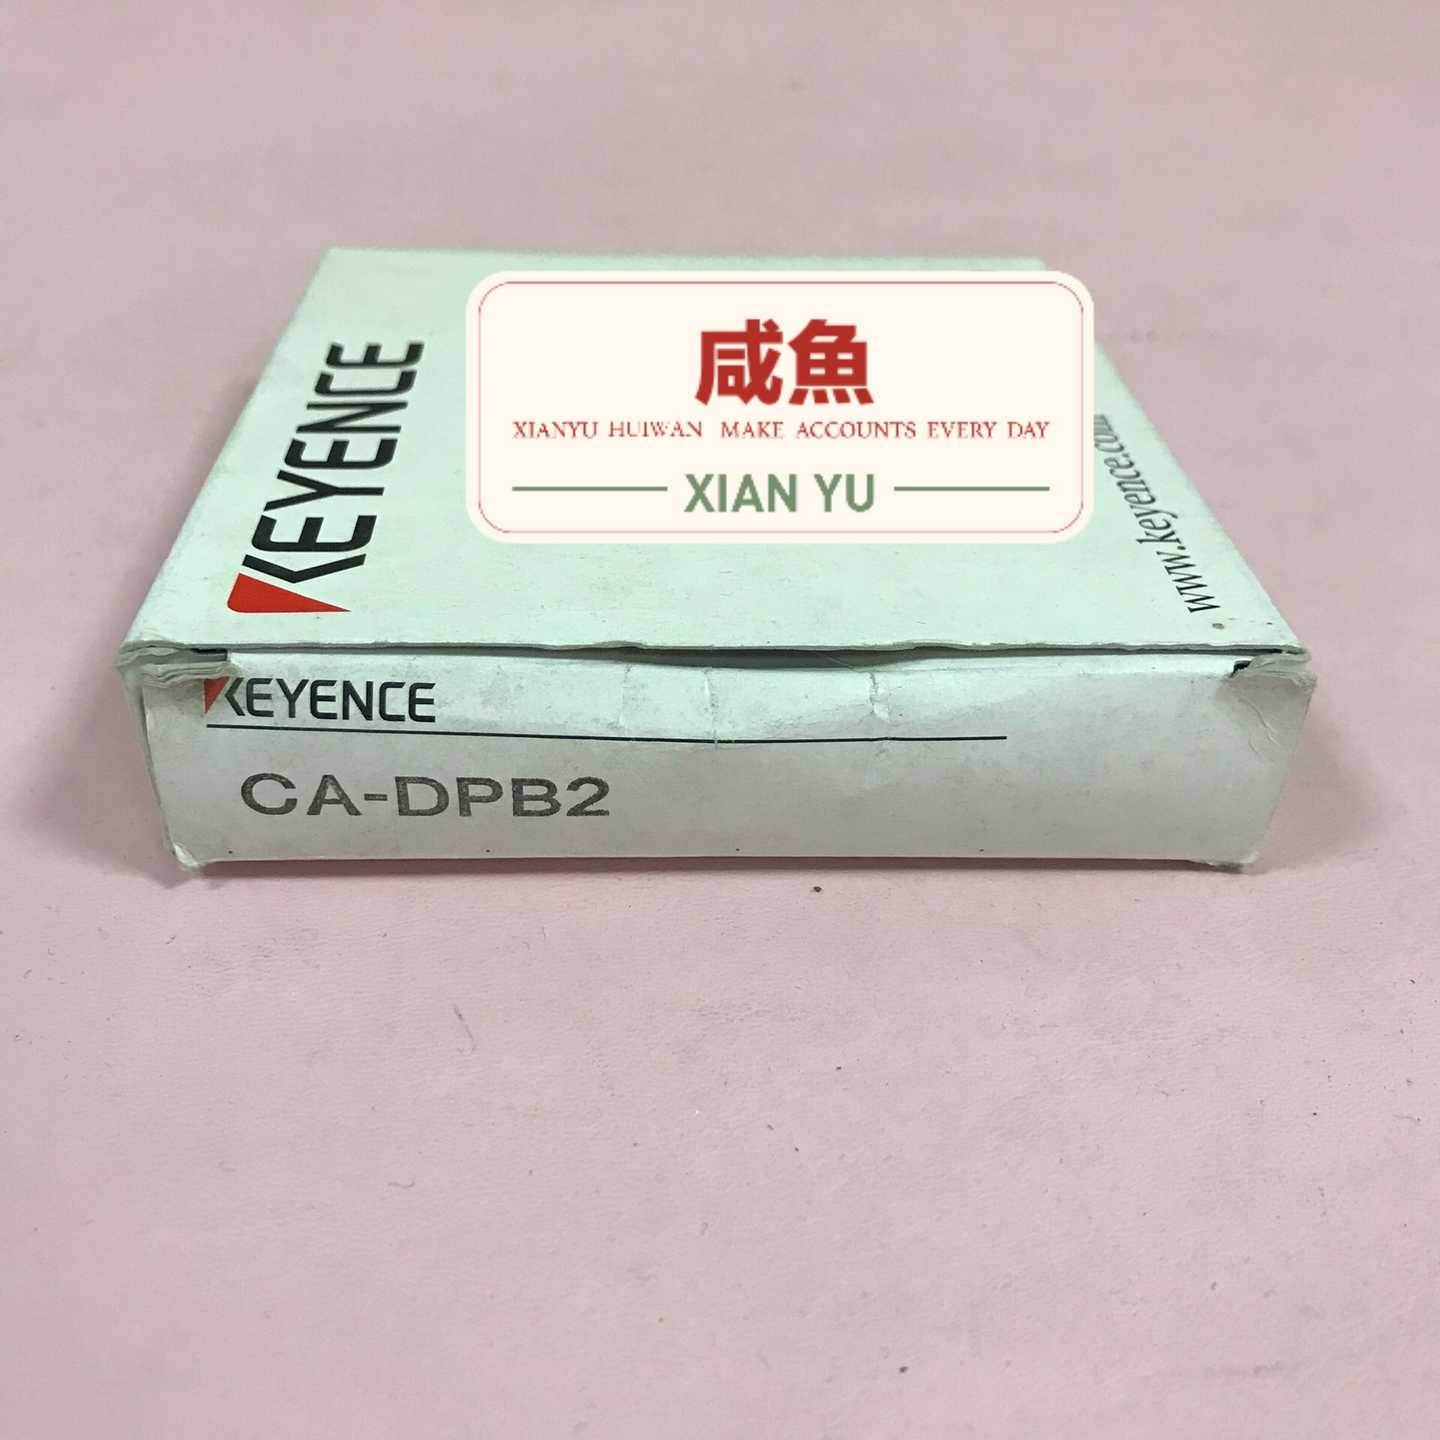 咸魚
XIANYU HUIWAN MAKE ACCOUNTS EVERY DAY
XIAN YU
KEYENCE
www.keyence.com
KEYENCE
CA-DPB2